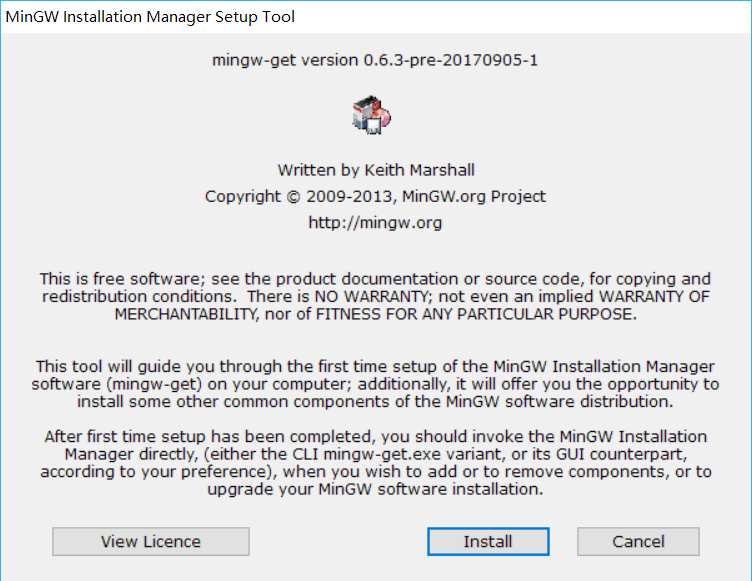 MinGW Installation Manager Setup Tool
mingw-get version 0.6.3-pre-20170905-1
Written by Keith Marshall
Copyright © 2009-2013, MinGW.org Project
http://mingw.org
This is free software; see the product documentation or source code, for copying and
redistribution conditions.  There is NO WARRANTY; not even an implied WARRANTY OF
MERCHANTABILITY, nor of FITNESS FOR ANY PARTICULAR PURPOSE.
This tool will guide you through the first time setup of the MinGW Installation Manager
software (mingw-get) on your computer; additionally, it will offer you the opportunity to
install some other common components of the MinGW software distribution.
After first time setup has been completed, you should invoke the MinGW Installation
Manager directly, (either the CLI mingw-get.exe variant, or its GUI counterpart,
according to your preference), when you wish to add or to remove components, or to
upgrade your MinGW software installation.
View Licence
Install
Cancel